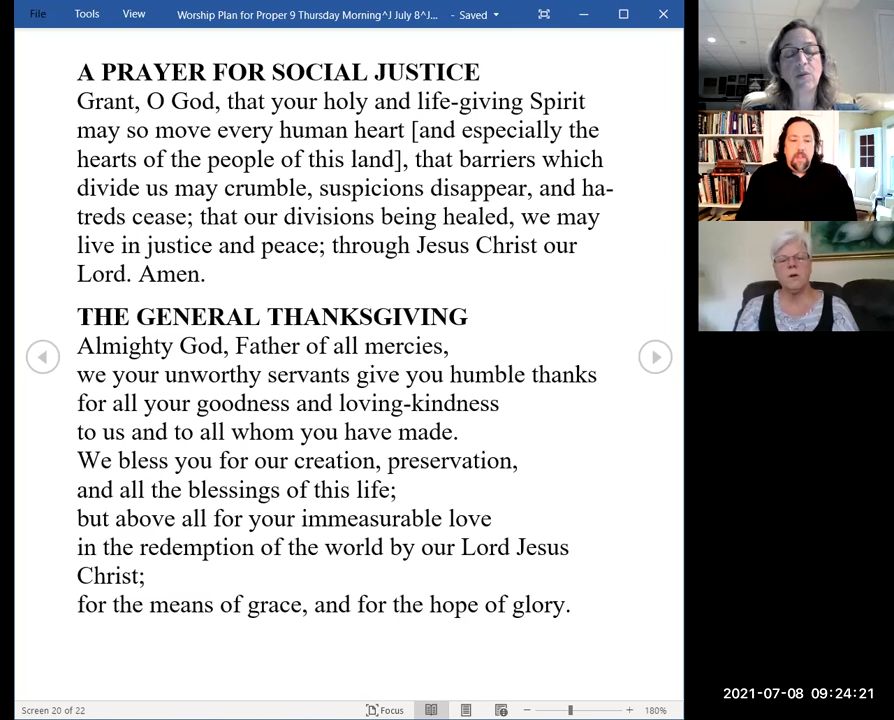 File Tools View Worship Plan for Proper 9 Thursday Morning^J July 8^J... - Saved
A PRAYER FOR SOCIAL JUSTICE
Grant, O God, that your holy and life-giving Spirit
may so move every human heart [and especially the
hearts of the people of this land], that barriers which
divide us may crumble, suspicions disappear, and ha-
treds cease; that our divisions being healed, we may
live in justice and peace; through Jesus Christ our
Lord. Amen.
THE GENERAL THANKSGIVING
Almighty God, Father of all mercies,
we your unworthy servants give you humble thanks
for all your goodness and loving-kindness
to us and to all whom you have made.
We bless you for our creation, preservation,
and all the blessings of this life;
but above all for your immeasurable love
in the redemption of the world by our Lord Jesus
Christ;
for the means of grace, and for the hope of glory.
2021-07-08 09:24:21
Screen 20 of 22 Focus 180%